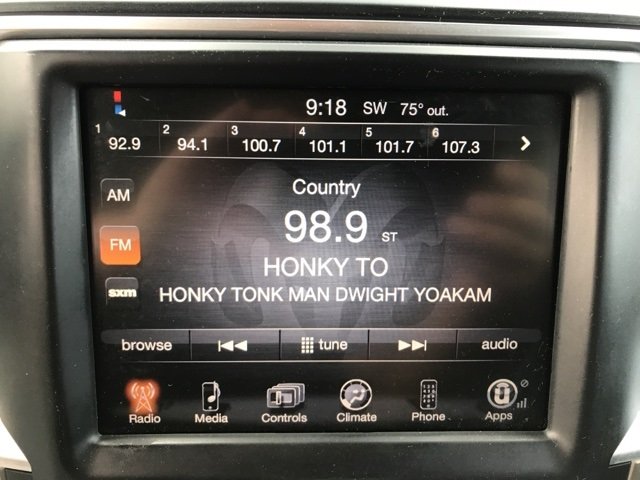 9:18 SW 75° out.
1 92.9 2 94.1 3 100.7 4 101.1 5 101.7 6 107.3
AM
Country
98.9 ST
FM
HONKY TO
sxm HONKY TONK MAN DWIGHT YOAKAM
browse tune audio
Radio Media Controls Climate Phone Apps